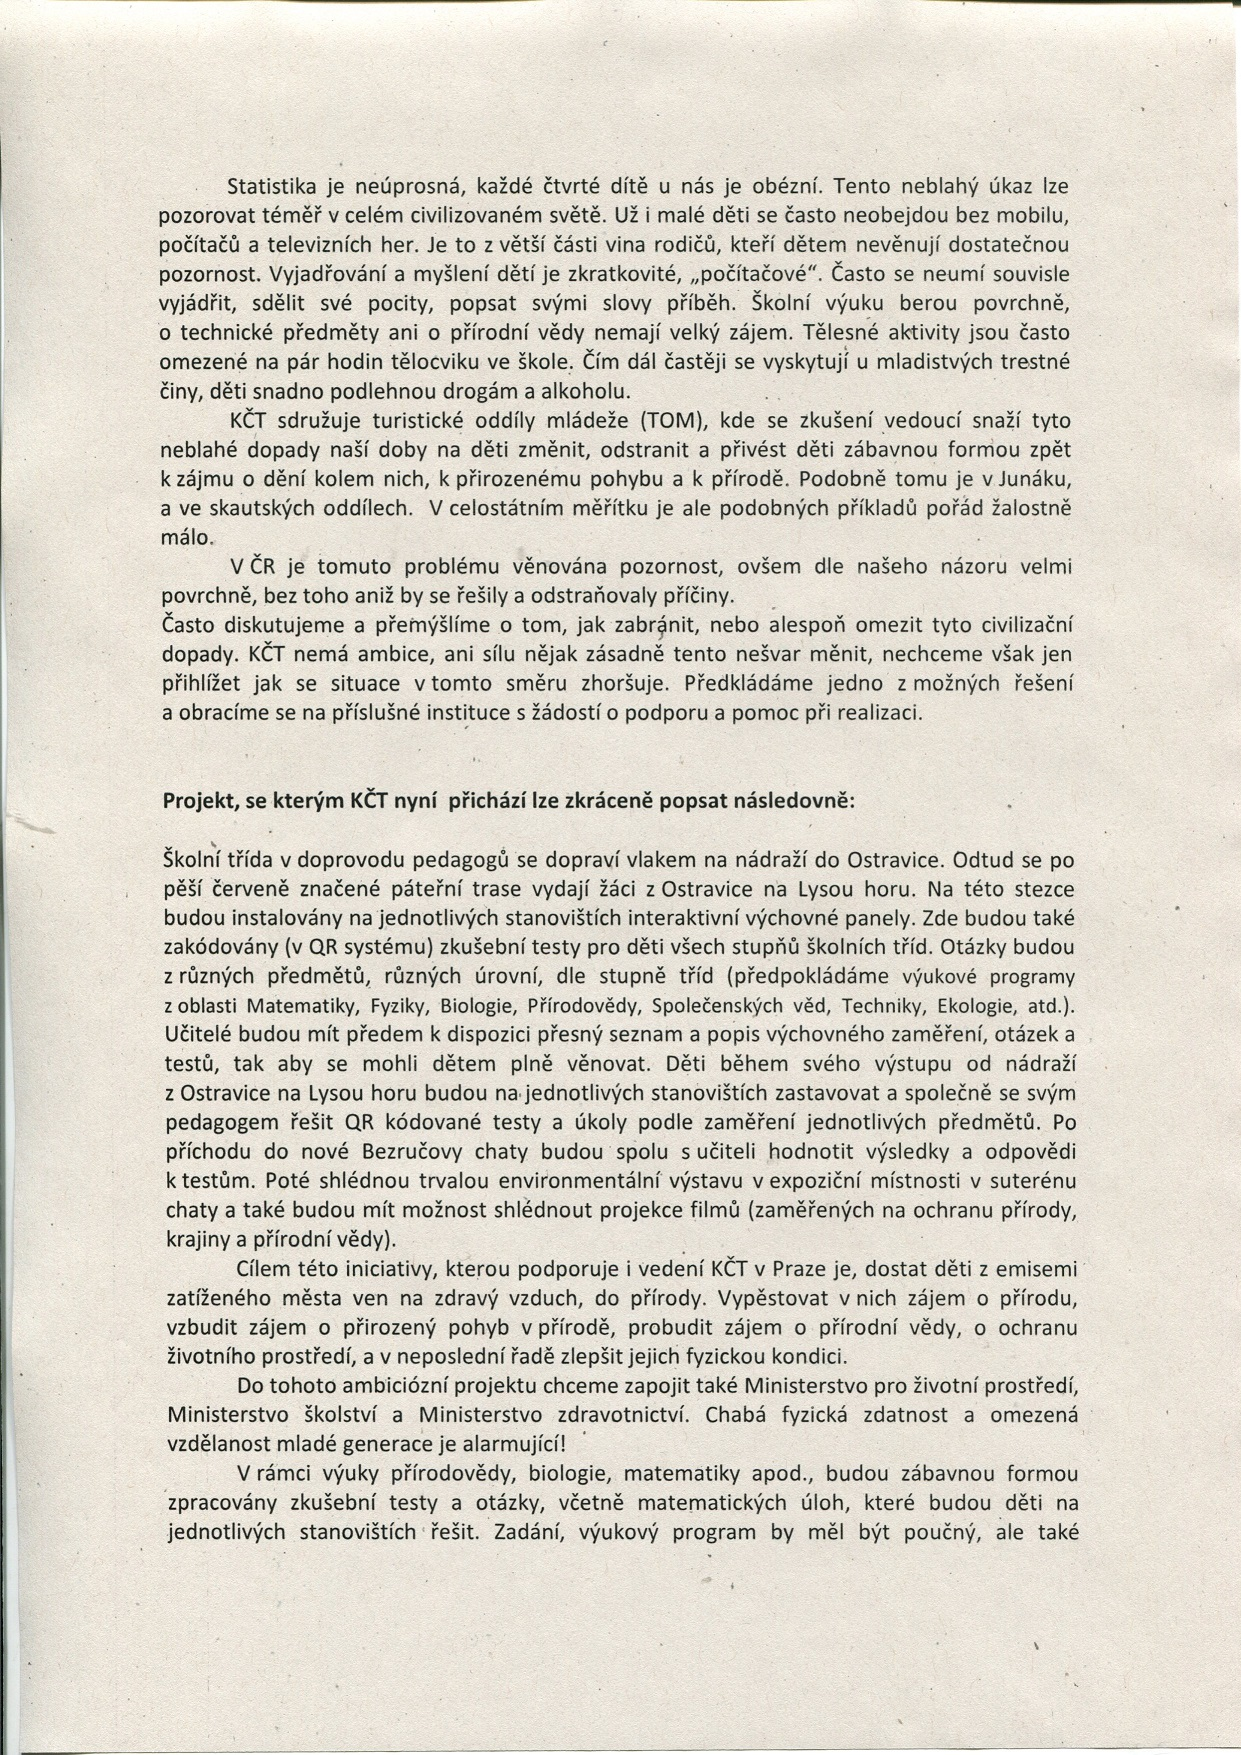 Statistika je neúprosná, každé čtvrté dítě u nás je obézní. Tento neblahý úkaz lze
pozorovat téměř v celém civilizovaném světě. Už i malé děti se často neobejdou bez mobilu,
počítačů a televizních her. Je to z větší části vina rodičů, kteří dětem nevěnují dostatečnou
pozornost. Vyjadřování a myšlení dětí je zkratkovité, „počítačové“. Často se neumí souvisle
vyjádřit, sdělit své pocity, popsat svými slovy příběh. Školní výuku berou povrchně,
o technické předměty ani o přírodní vědy nemají velký zájem. Tělesné aktivity jsou často
omezené na pár hodin tělocviku ve škole. Čím dál častěji se vyskytují u mladistvých trestné
činy, děti snadno podlehnou drogám a alkoholu.
KČT sdružuje turistické oddíly mládeže (TOM), kde se zkušení vedoucí snaží tyto
neblahé dopady naší doby na děti změnit, odstranit a přivést děti zábavnou formou zpět
k zájmu o dění kolem nich, k přirozenému pohybu a k přírodě. Podobně tomu je v Junáku,
a ve skautských oddílech. V celostátním měřítku je ale podobných příkladů pořád žalostně
málo.
V ČR je tomuto problému věnována pozornost, ovšem dle našeho názoru velmi
povrchně, bez toho aniž by se řešily a odstraňovaly příčiny.
Často diskutujeme a přemýšlíme o tom, jak zabránit, nebo alespoň omezit tyto civilizační
dopady. KČT nemá ambice, ani sílu nějak zásadně tento nešvar měnit, nechceme však jen
přihlížet jak se situace v tomto směru zhoršuje. Předkládáme jedno z možných řešení
a obracíme se na příslušné instituce s žádostí o podporu a pomoc při realizaci.
Projekt, se kterým KČT nyní přichází lze zkráceně popsat následovně:
Školní třída v doprovodu pedagogů se dopraví vlakem na nádraží do Ostravice. Odtud se po
pěší červeně značené páteřní trase vydají žáci z Ostravice na Lysou horu. Na této stezce
budou instalovány na jednotlivých stanovištích interaktivní výchovné panely. Zde budou také
zakódovány (v QR systému) zkušební testy pro děti všech stupňů školních tříd. Otázky budou
z různých předmětů, různých úrovní, dle stupně tříd (předpokládáme výukové programy
z oblasti Matematiky, Fyziky, Biologie, Přírodovědy, Společenských věd, Techniky, Ekologie, atd.).
Učitelé budou mít předem k dispozici přesný seznam a popis výchovného zaměření, otázek a
testů, tak aby se mohli dětem plně věnovat. Děti během svého výstupu od nádraží
z Ostravice na Lysou horu budou na jednotlivých stanovištích zastavovat a společně se svým
pedagogem řešit QR kódované testy a úkoly podle zaměření jednotlivých předmětů. Po
příchodu do nové Bezručovy chaty budou spolu s učiteli hodnotit výsledky a odpovědi
k testům. Poté shlédnou trvalou environmentální výstavu v expoziční místnosti v suterénu
chaty a také budou mít možnost shlédnout projekce filmů (zaměřených na ochranu přírody,
krajiny a přírodní vědy).
Cílem této iniciativy, kterou podporuje i vedení KČT v Praze je, dostat děti z emisemi
zatíženého města ven na zdravý vzduch, do přírody. Vypěstovat v nich zájem o přírodu,
vzbudit zájem o přirozený pohyb v přírodě, probudit zájem o přírodní vědy, o ochranu
životního prostředí, a v neposlední řadě zlepšit jejich fyzickou kondici.
Do tohoto ambiciózní projektu chceme zapojit také Ministerstvo pro životní prostředí,
Ministerstvo školství a Ministerstvo zdravotnictví. Chabá fyzická zdatnost a omezená
vzdělanost mladé generace je alarmující!
V rámci výuky přírodovědy, biologie, matematiky apod., budou zábavnou formou
zpracovány zkušební testy a otázky, včetně matematických úloh, které budou děti na
jednotlivých stanovištích řešit. Zadání, výukový program by měl být poučný, ale také